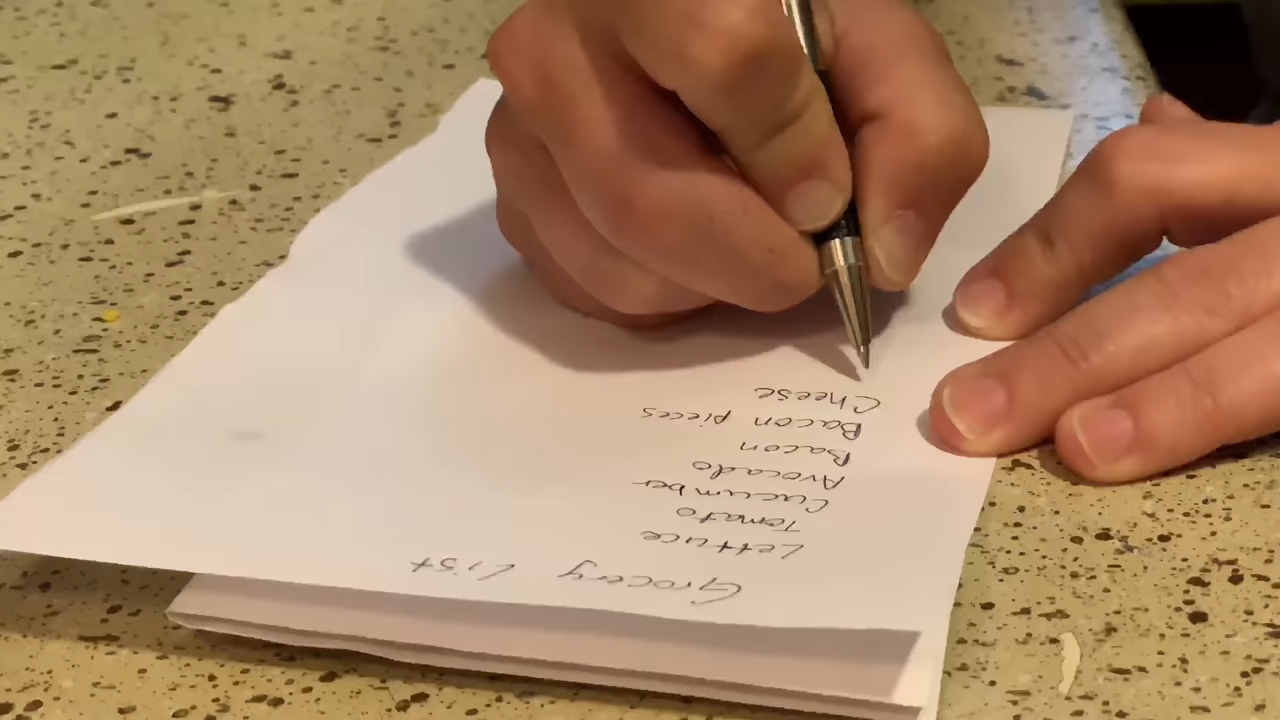 Grocery List
Lettuce
Tomato
Cucumber
Avocado
Bacon
Bacon pieces
Cheese